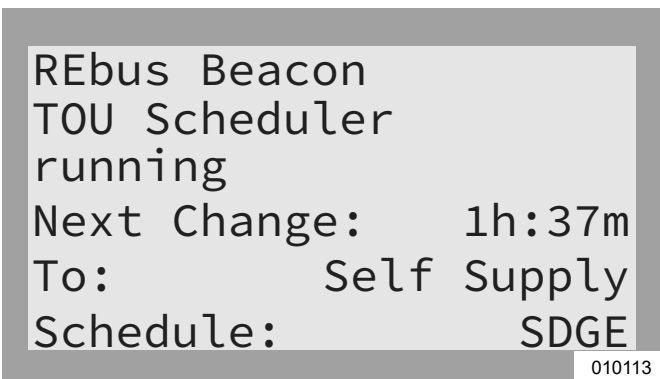 REbus Beacon
TOU Scheduler
running
Next Change: 1h:37m
To: Self Supply
Schedule: SDGE
010113